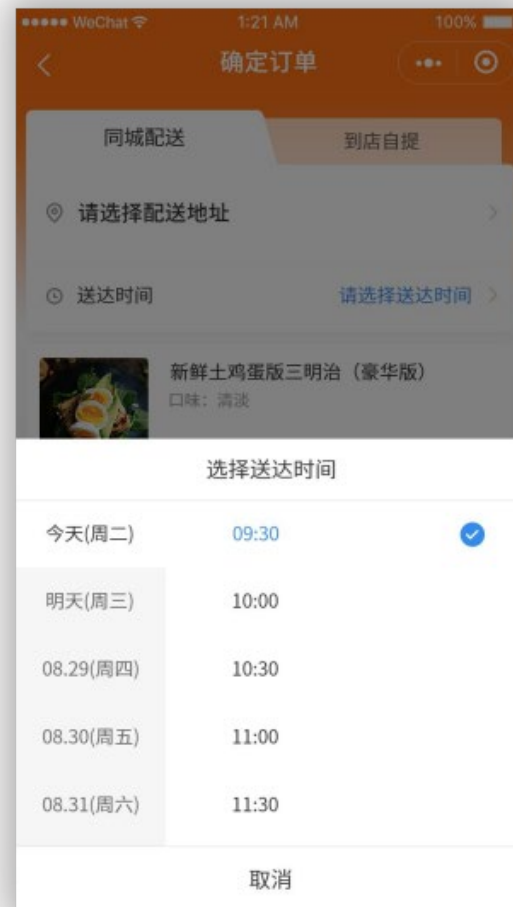 WeChat 1:21 AM 100%
确定订单
同城配送 到店自提
请选择配送地址
送达时间 请选择送达时间
新鲜土鸡蛋版三明治（豪华版）
口味：清淡
选择送达时间
今天(周二) 09:30
明天(周三) 10:00
08.29(周四) 10:30
08.30(周五) 11:00
08.31(周六) 11:30
取消